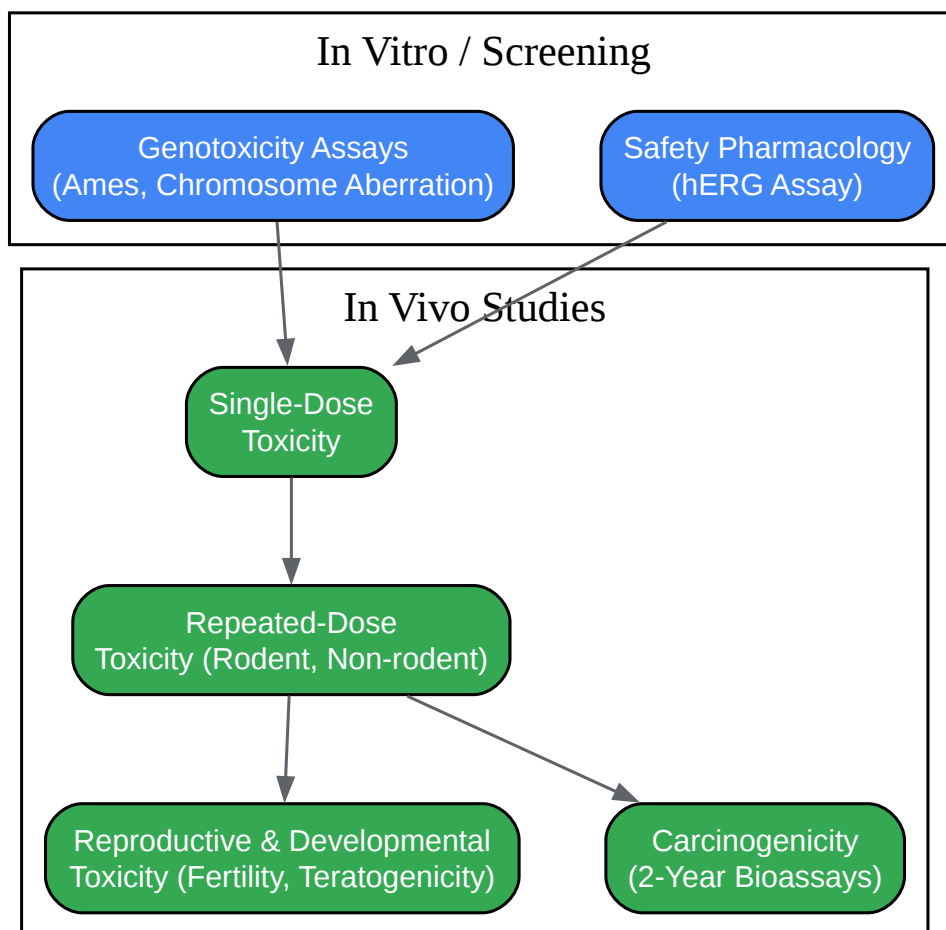 In Vitro / Screening
Genotoxicity Assays
(Ames, Chromosome Aberration)
Safety Pharmacology
(hERG Assay)
In Vivo Studies
Single-Dose
Toxicity
Repeated-Dose
Toxicity (Rodent, Non-rodent)
Reproductive & Developmental
Toxicity (Fertility, Teratogenicity)
Carcinogenicity
(2-Year Bioassays)